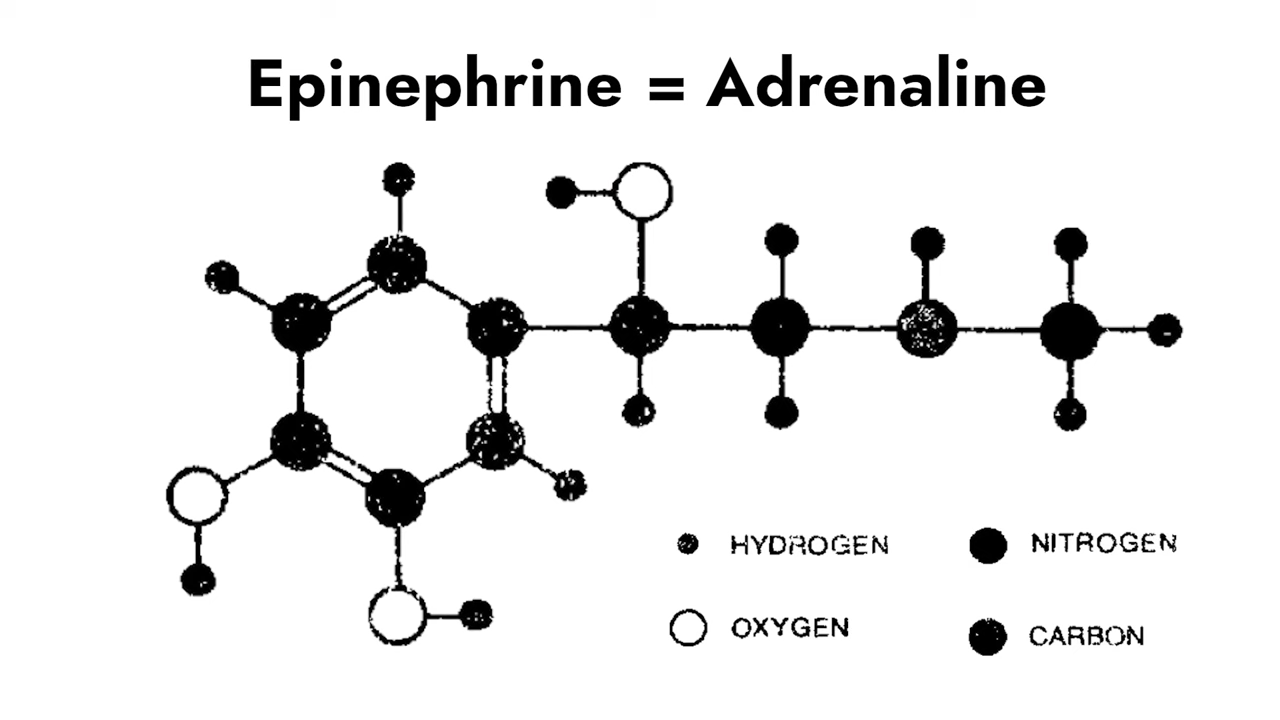 Epinephrine = Adrenaline
HYDROGEN
NITROGEN
OXYGEN
CARBON